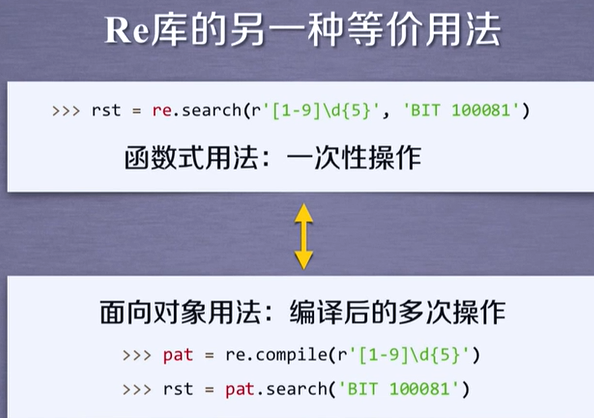 Re库的另一种等价用法
>>> rst = re.search(r'[1-9]\d{5}', 'BIT 100081')
函数式用法：一次性操作
面向对象用法：编译后的多次操作
>>> pat = re.compile(r'[1-9]\d{5}')
>>> rst = pat.search('BIT 100081')